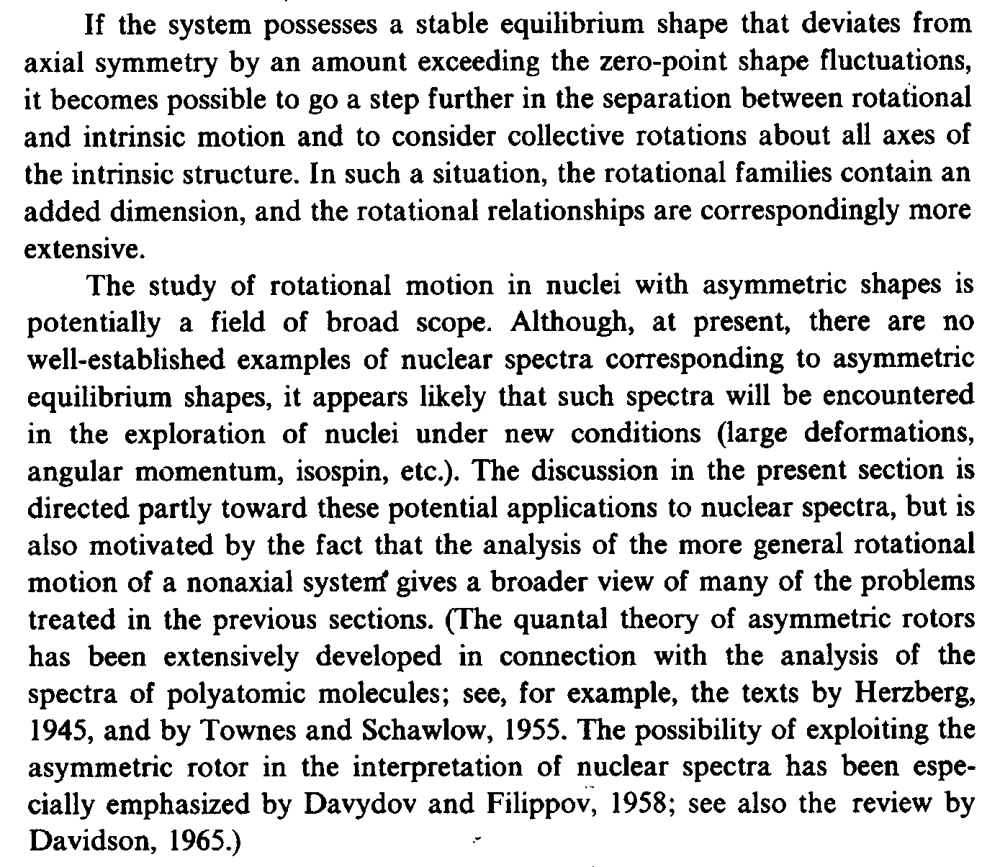 If the system possesses a stable equilibrium shape that deviates from
axial symmetry by an amount exceeding the zero-point shape fluctuations,
it becomes possible to go a step further in the separation between rotational
and intrinsic motion and to consider collective rotations about all axes of
the intrinsic structure. In such a situation, the rotational families contain an
added dimension, and the rotational relationships are correspondingly more
extensive.
The study of rotational motion in nuclei with asymmetric shapes is
potentially a field of broad scope. Although, at present, there are no
well-established examples of nuclear spectra corresponding to asymmetric
equilibrium shapes, it appears likely that such spectra will be encountered
in the exploration of nuclei under new conditions (large deformations,
angular momentum, isospin, etc.). The discussion in the present section is
directed partly toward these potential applications to nuclear spectra, but is
also motivated by the fact that the analysis of the more general rotational
motion of a nonaxial system gives a broader view of many of the problems
treated in the previous sections. (The quantal theory of asymmetric rotors
has been extensively developed in connection with the analysis of the
spectra of polyatomic molecules; see, for example, the texts by Herzberg,
1945, and by Townes and Schawlow, 1955. The possibility of exploiting the
asymmetric rotor in the interpretation of nuclear spectra has been espe-
cially emphasized by Davydov and Filippov, 1958; see also the review by
Davidson, 1965.)